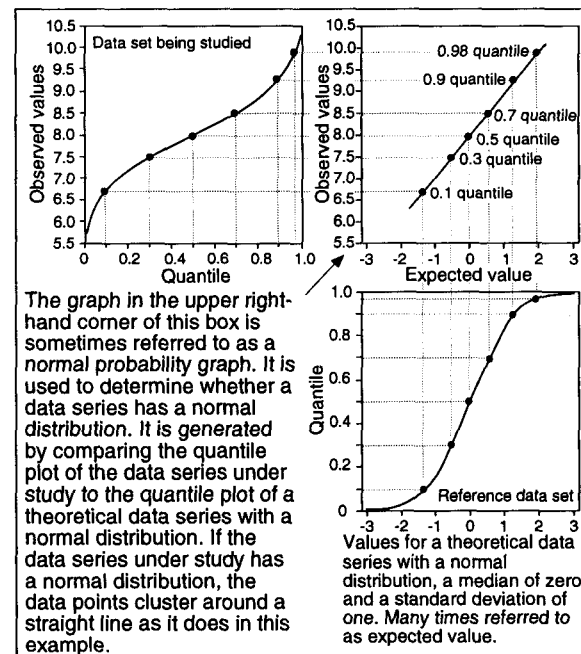 Data set being studied
Observed values
10.5
10.0
9.5
9.0
8.5
8.0
7.5
7.0
6.5
6.0
5.5
0 0.2 0.4 0.6 0.8 1.0
Quantile
Observed values
10.5
10.0
9.5
9.0
8.5
8.0
7.5
7.0
6.5
6.0
5.5
0.98 quantile
0.9 quantile
0.7 quantile
0.5 quantile
0.3 quantile
0.1 quantile
-3 -2 -1 0 1 2 3
Expected value
The graph in the upper right-
hand corner of this box is
sometimes referred to as a
normal probability graph. It is
used to determine whether a
data series has a normal
distribution. It is generated
by comparing the quantile
plot of the data series under
study to the quantile plot of a
theoretical data series with a
normal distribution. If the
data series under study has
a normal distribution, the
data points cluster around a
straight line as it does in this
example.
Quantile
1.0
0.8
0.6
0.4
0.2
0
Reference data set
-3 -2 -1 0 1 2 3
Values for a theoretical data
series with a normal
distribution, a median of zero
and a standard deviation of
one. Many times referred to
as expected value.